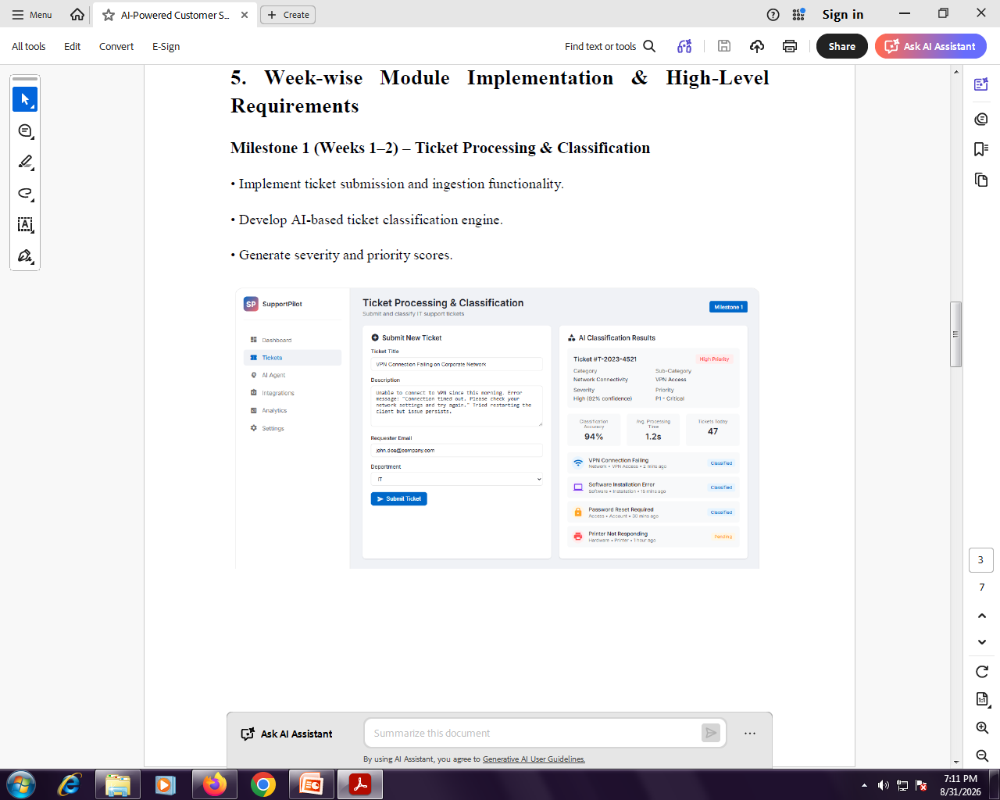 Menu
AI-Powered Customer S...
Create
Sign in
All tools
Edit
Convert
E-Sign
Find text or tools
Share
Ask AI Assistant
5. Week-wise Module Implementation & High-Level
Requirements
Milestone 1 (Weeks 1–2) – Ticket Processing & Classification
• Implement ticket submission and ingestion functionality.
• Develop AI-based ticket classification engine.
• Generate severity and priority scores.
SP
SupportPilot
Dashboard
Tickets
AI Agent
Integrations
Analytics
Settings
Ticket Processing & Classification
Submit and classify IT support tickets
Milestone 1
Submit New Ticket
Ticket Title
VPN Connection Failing on Corporate Network
Description
Unable to connect to VPN since this morning. Error
message: "Connection timed out. Please check your
network settings and try again." Tried restarting the
client but issue persists.
Requester Email
john.doe@company.com
Department
IT
Submit Ticket
AI Classification Results
Ticket #T-2023-4521
High Priority
Category
Sub-Category
Network Connectivity
VPN Access
Severity
Priority
High (92% confidence)
P1 - Critical
Classification
Accuracy
94%
Avg. Processing
Time
1.2s
Tickets Today
47
VPN Connection Failing
Network • VPN Access • 2 mins ago
Classified
Software Installation Error
Software • Installation • 15 mins ago
Classified
Password Reset Required
Access • Account • 30 mins ago
Classified
Printer Not Responding
Hardware • Printer • 1 hour ago
Pending
3
7
1:1
Ask AI Assistant
Summarize this document
By using AI Assistant, you agree to Generative AI User Guidelines.
7:11 PM
8/31/2026